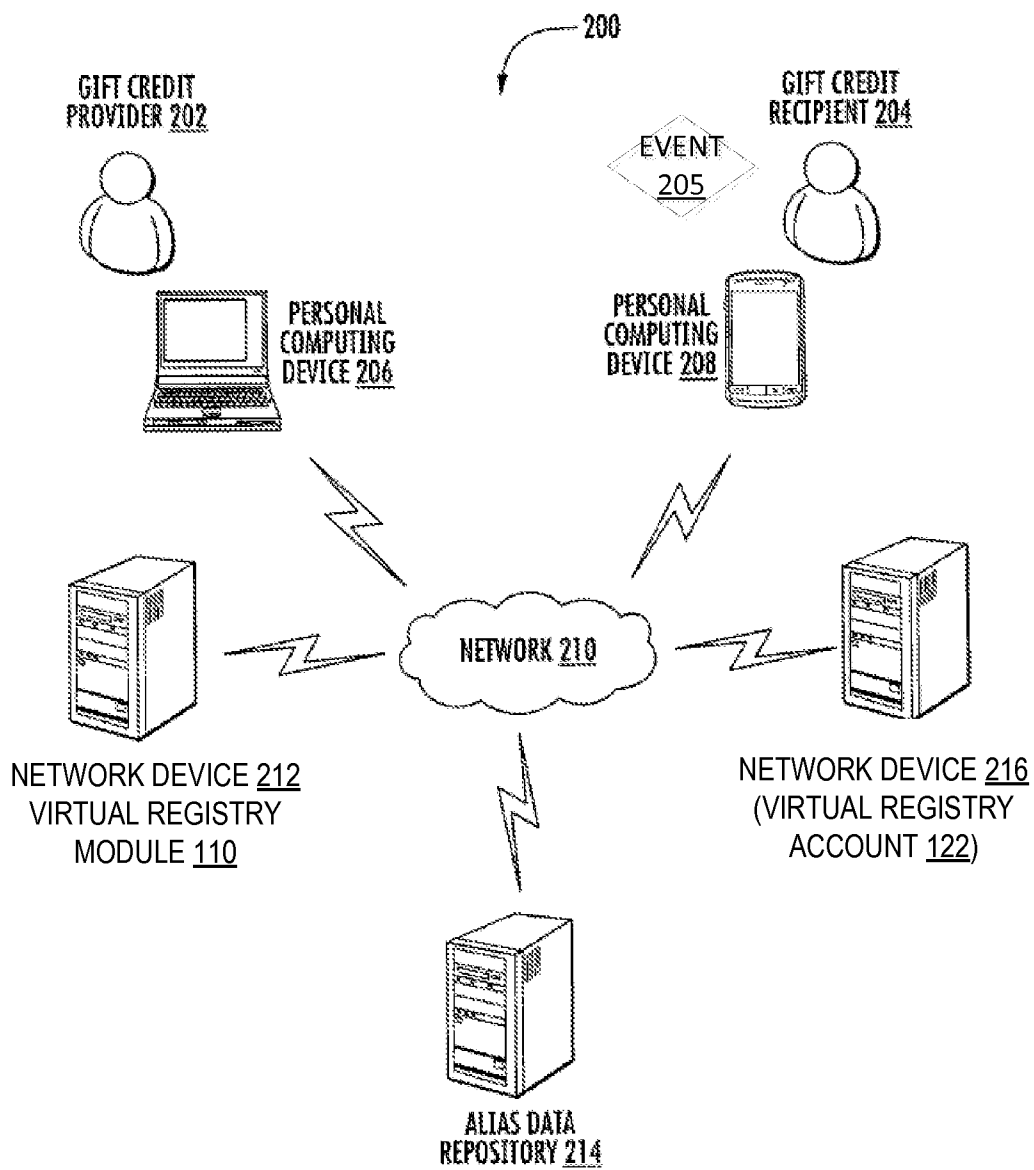 200
GIFT CREDIT
PROVIDER 202
GIFT CREDIT
RECIPIENT 204
EVENT
205
PERSONAL
COMPUTING
DEVICE 206
PERSONAL
COMPUTING
DEVICE 208
NETWORK 210
NETWORK DEVICE 212
VIRTUAL REGISTRY
MODULE 110
NETWORK DEVICE 216
(VIRTUAL REGISTRY
ACCOUNT 122)
ALIAS DATA
REPOSITORY 214